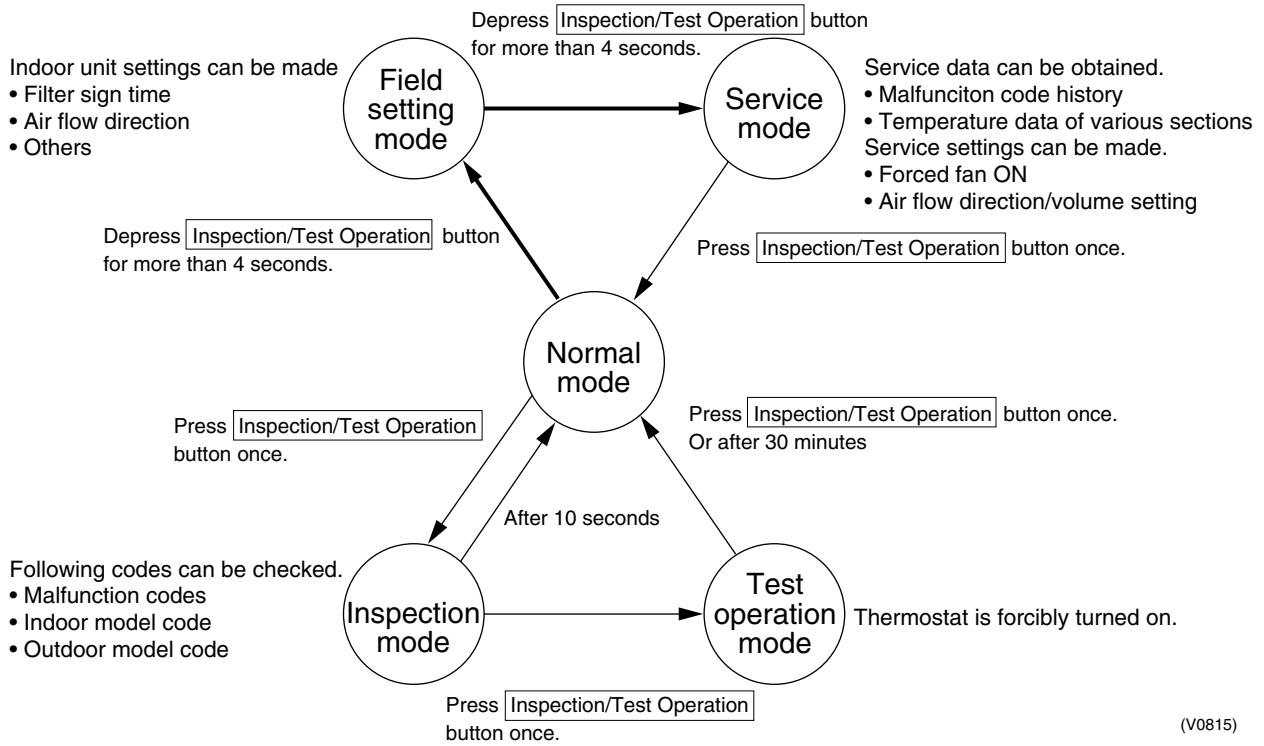 Depress Inspection/Test Operation button
for more than 4 seconds.
Indoor unit settings can be made
• Filter sign time
• Air flow direction
• Others
Field
setting
mode
Service
mode
Service data can be obtained.
• Malfunciton code history
• Temperature data of various sections
Service settings can be made.
• Forced fan ON
• Air flow direction/volume setting
Depress Inspection/Test Operation button
for more than 4 seconds.
Press Inspection/Test Operation button once.
Normal
mode
Press Inspection/Test Operation
button once.
Press Inspection/Test Operation button once.
Or after 30 minutes
After 10 seconds
Following codes can be checked.
• Malfunction codes
• Indoor model code
• Outdoor model code
Inspection
mode
Test
operation
mode
Thermostat is forcibly turned on.
Press Inspection/Test Operation
button once.
(V0815)